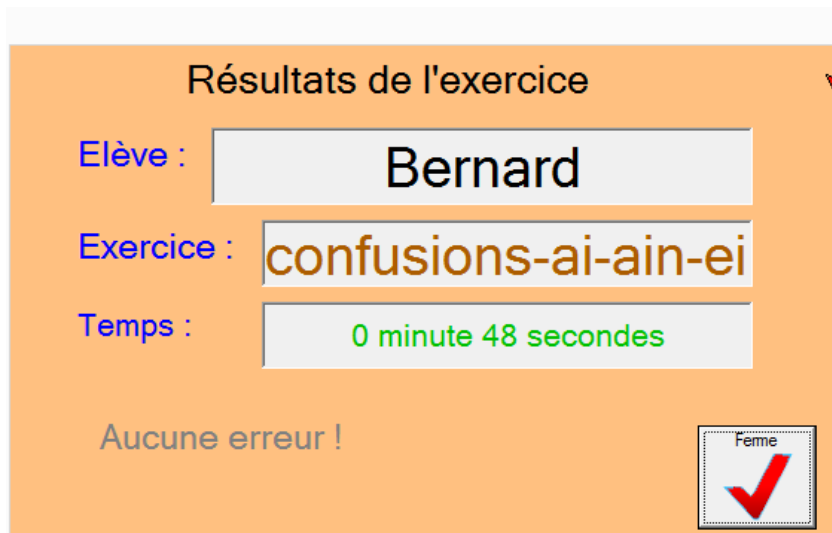 Résultats de l'exercice
Elève :
Bernard
Exercice :
confusions-ai-ain-ei
Temps :
0 minute 48 secondes
Aucune erreur !
Ferme